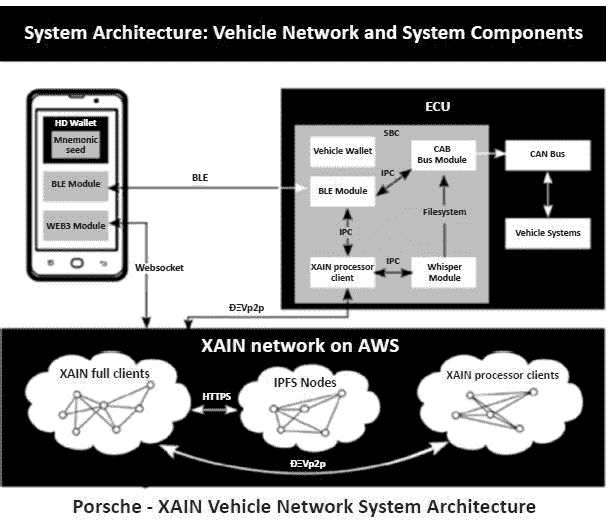 System Architecture: Vehicle Network and System Components
HD Wallet
Mnemonic
seed
BLE Module
WEB3 Module
BLE
Websocket
ECU
SBC
Vehicle Wallet
BLE Module
IPC
CAB
Bus Module
CAN Bus
IPC
Filesystem
Vehicle Systems
XAIN processor
client
IPC
Whisper
Module
ĐΞVp2p
XAIN network on AWS
XAIN full clients
HTTPS
IPFS Nodes
XAIN processor clients
ĐΞVp2p
Porsche - XAIN Vehicle Network System Architecture